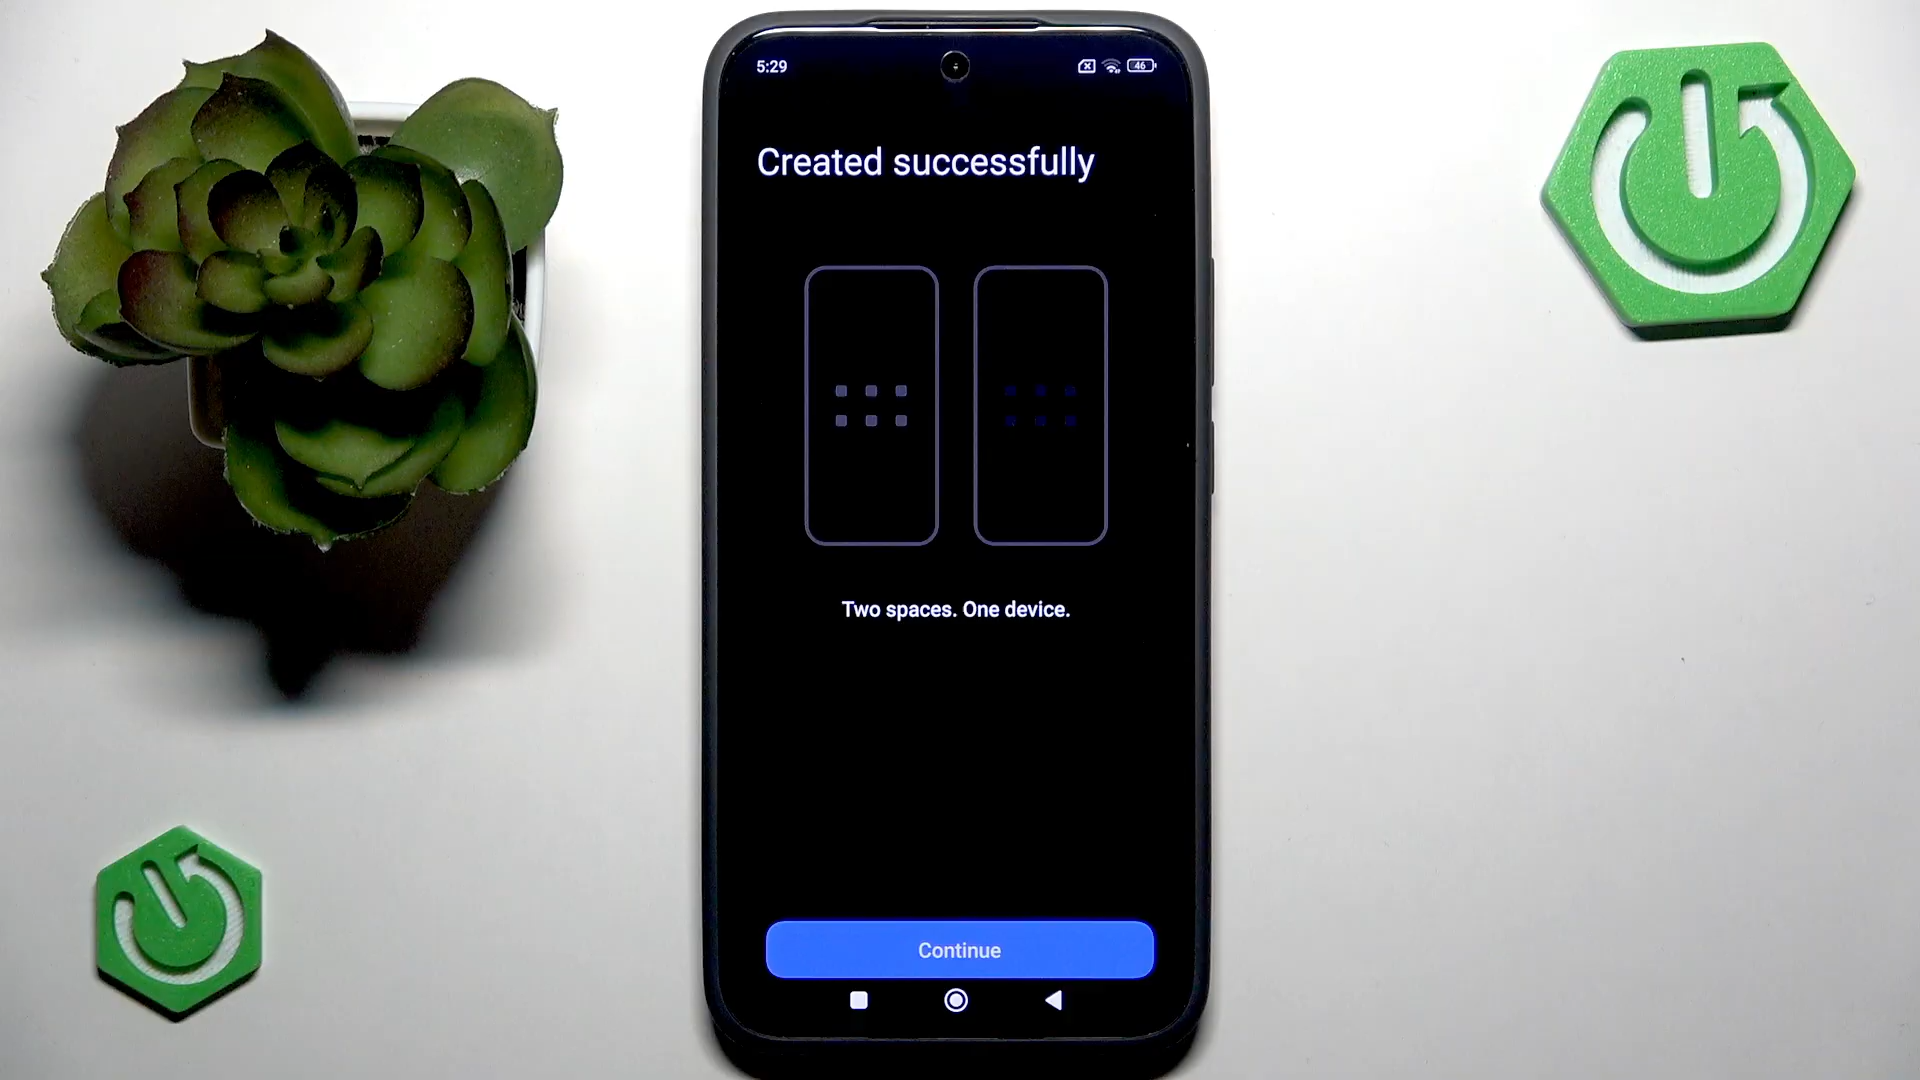 5:29
46
Created successfully
Two spaces. One device.
Continue